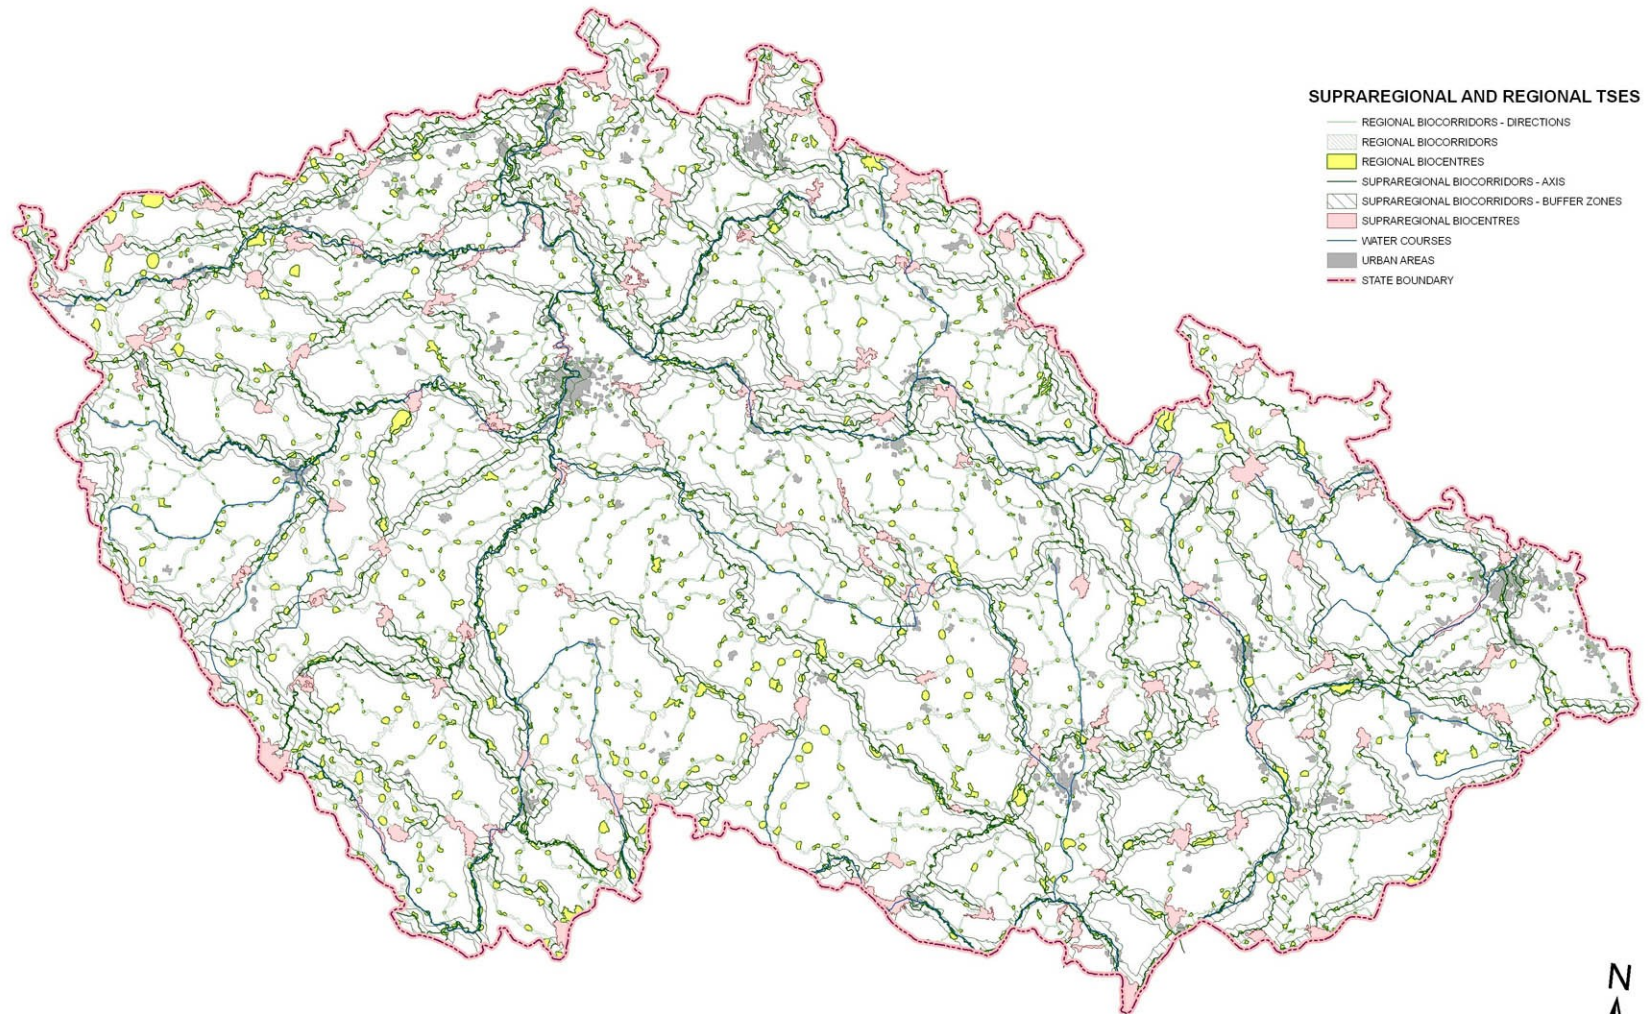 SUPRAREGIONAL AND REGIONAL TSES
REGIONAL BIOCORRIDORS - DIRECTIONS
REGIONAL BIOCORRIDORS
REGIONAL BIOCENTRES
SUPRAREGIONAL BIOCORRIDORS - AXIS
SUPRAREGIONAL BIOCORRIDORS - BUFFER ZONES
SUPRAREGIONAL BIOCENTRES
WATER COURSES
URBAN AREAS
STATE BOUNDARY
N